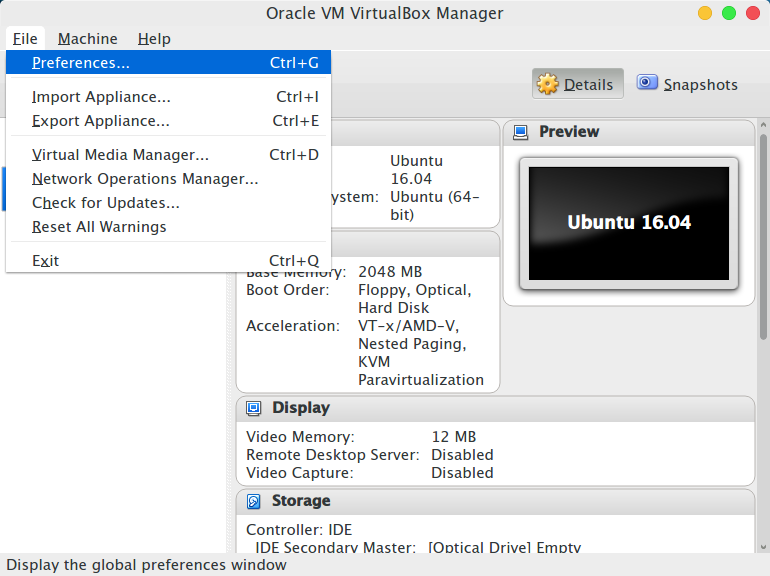 Oracle VM VirtualBox Manager
File Machine Help
Preferences... Ctrl+G
Import Appliance... Ctrl+I
Export Appliance... Ctrl+E
Virtual Media Manager... Ctrl+D
Network Operations Manager...
Check for Updates...
Reset All Warnings
Exit Ctrl+Q
Details Snapshots
Ubuntu
16.04
Ubuntu (64-
bit)
Preview
Ubuntu 16.04
Base Memory: 2048 MB
Boot Order: Floppy, Optical,
Hard Disk
Acceleration: VT-x/AMD-V,
Nested Paging,
KVM
Paravirtualization
Display
Video Memory: 12 MB
Remote Desktop Server: Disabled
Video Capture: Disabled
Storage
Controller: IDE
IDE Secondary Master: [Optical Drive] Empty
Display the global preferences window